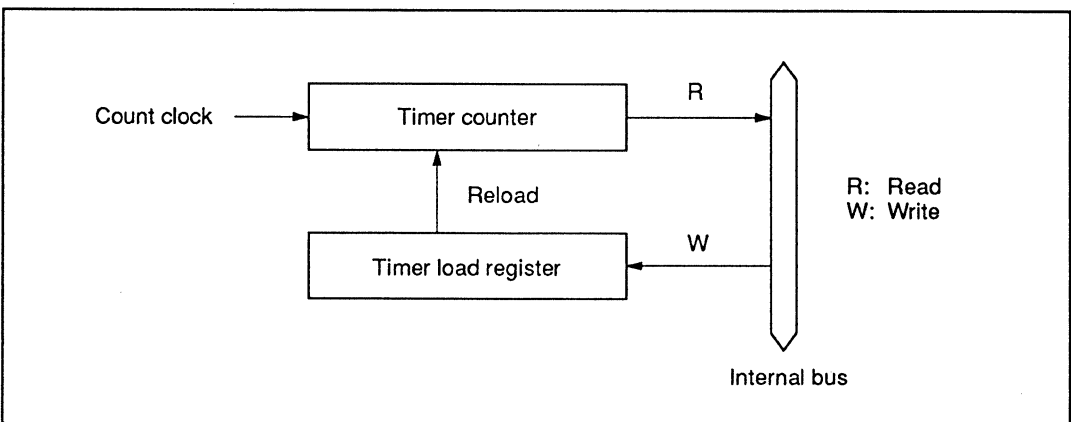 Count clock
Timer counter
R
Reload
R: Read
W: Write
Timer load register
W
Internal bus